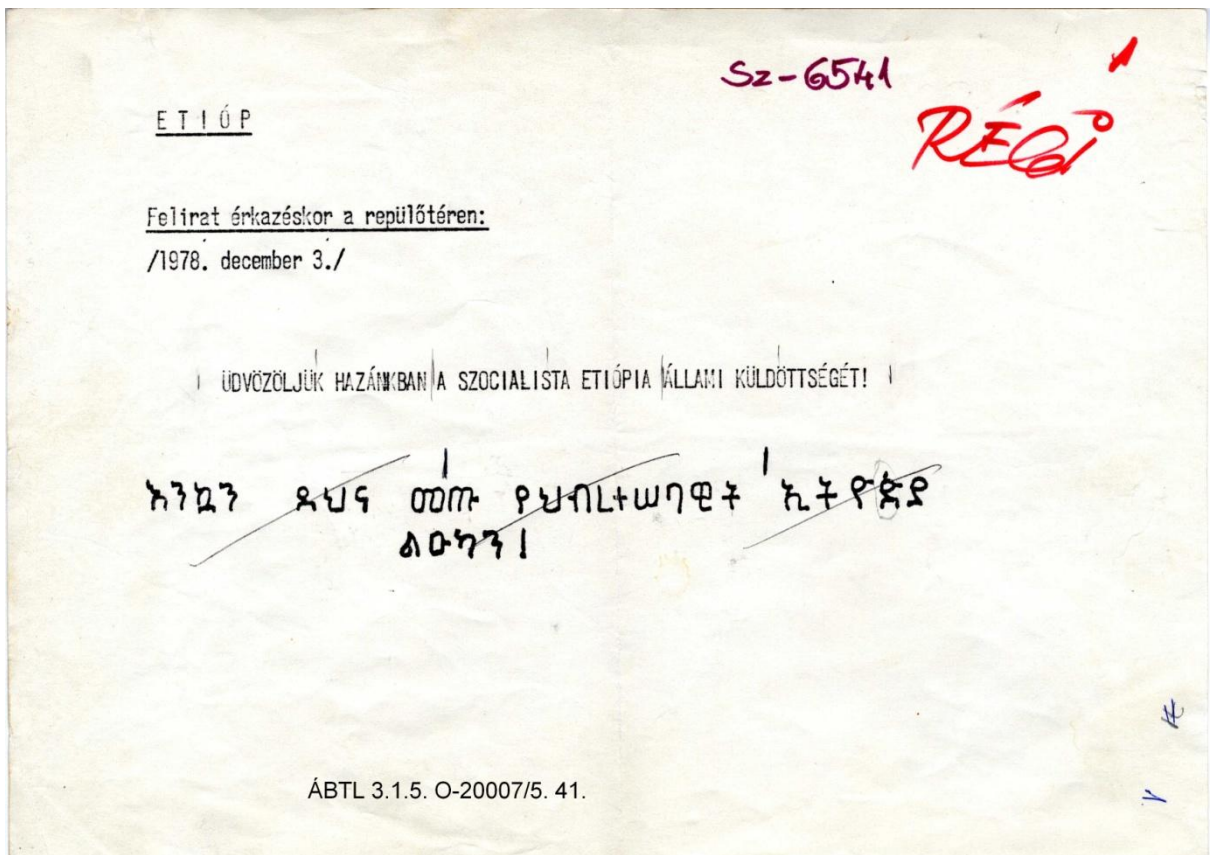 Sz-6541
RÉGI
ETIÓP
Felirat érkazéskor a repülőtéren:
/1978. december 3./
ÜDVÖZÖLJÜK HAZÁNKBAN A SZOCIALISTA ETIÓPIA ÁLLAMI KÜLDÖTTSÉGÉT!
እንኳን ደህና መጡ የህብረተሠባዊት ኢትዮጵያ
ልዑካን!
ÁBTL 3.1.5. O-20007/5. 41.